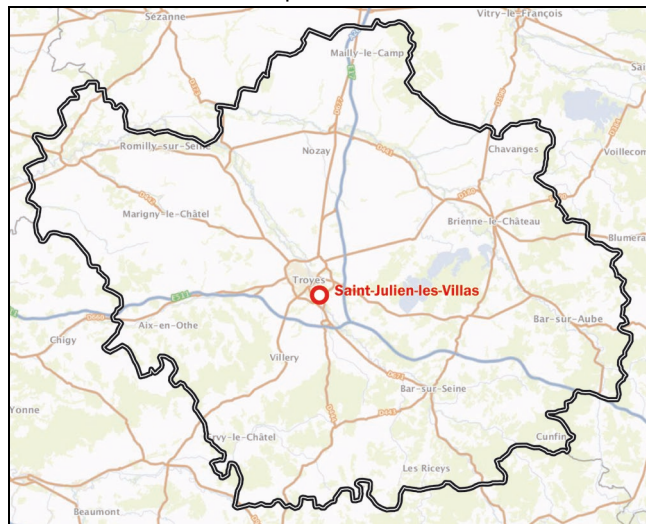 Sézanne
Vitry-le-François
Mailly-le-Camp
Romilly-sur-Seine
Nozay
Chavanges
Voillecom
Marigny-le-Châtel
Brienne-le-Château
Blumera
Troyes
Saint-Julien-les-Villas
Aix-en-Othe
Bar-sur-Aube
Chigy
Villery
Bar-sur-Seine
Yonne
Ervy-le-Châtel
Cunfin
Les Riceys
Beaumont